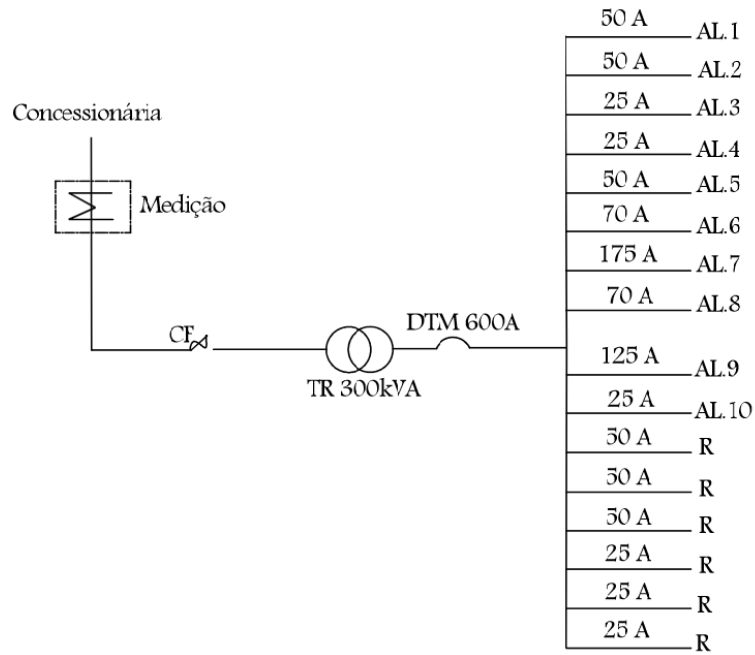 50 A AL.1
50 A AL.2
25 A AL.3
25 A AL.4
50 A AL.5
70 A AL.6
175 A AL.7
70 A AL.8
125 A AL.9
25 A AL.10
50 A R
50 A R
50 A R
25 A R
25 A R
25 A R
Concessionária
Medição
CF
TR 300kVA
DTM 600A